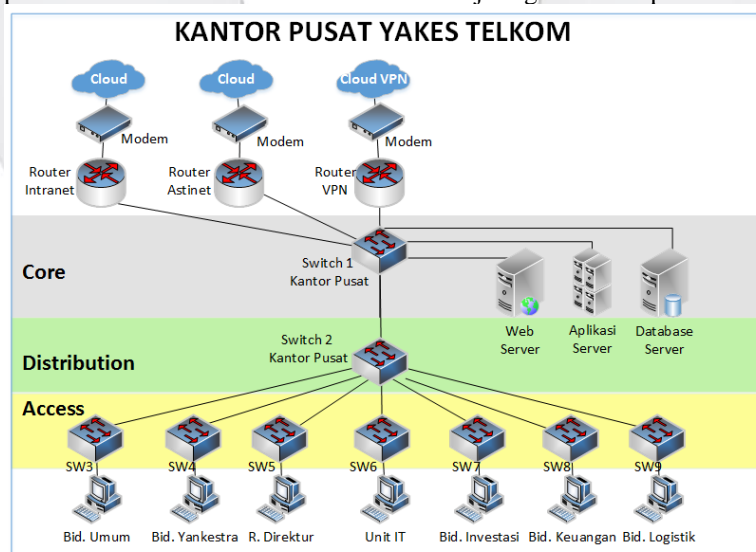 KANTOR PUSAT YAKES TELKOM
Cloud
Cloud
Cloud VPN
Modem
Modem
Modem
Router
Intranet
Router
Astinet
Router
VPN
Switch 1
Kantor Pusat
Core
Web
Server
Aplikasi
Server
Database
Server
Switch 2
Kantor Pusat
Distribution
Access
SW3
SW4
SW5
SW6
SW7
SW8
SW9
Bid. Umum
Bid. Yankestra
R. Direktur
Unit IT
Bid. Investasi
Bid. Keuangan
Bid. Logistik